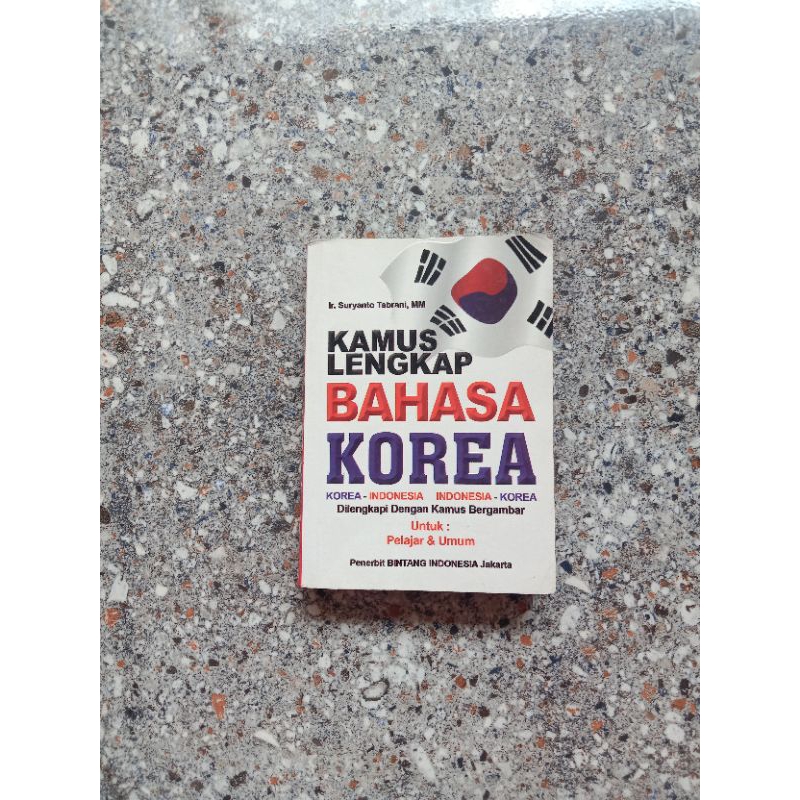 Ir. Suryanto Tabrani, MM
KAMUS
LENGKAP
BAHASA
KOREA
KOREA - INDONESIA INDONESIA - KOREA
Dilengkapi Dengan Kamus Bergambar
Untuk :
Pelajar & Umum
Penerbit BINTANG INDONESIA Jakarta